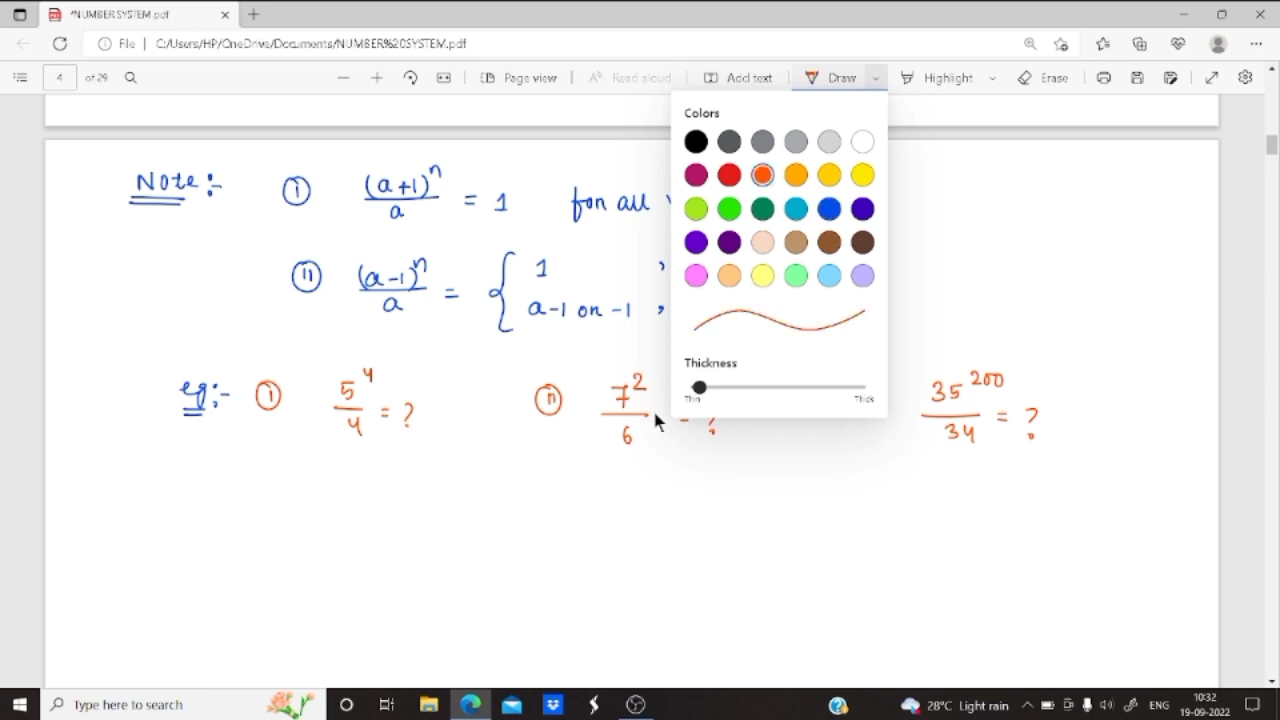 *NUMBER SYSTEM.pdf
File | C:/Users/HP/OneDrive/Documents/NUMBER%20SYSTEM.pdf
4 of 29 Page view Read aloud Add text Draw Highlight Erase
Colors
Thickness
Thin Thick
Note:- (i) (a+1)^n / a = 1 for all
(ii) (a-1)^n / a = { 1 ,
a-1 or -1 ,
eg:- (i) 5^4 / 4 = ? (ii) 7^2 / 6 = ? 35^200 / 34 = ?
Type here to search
28°C Light rain
ENG
10:32
19-09-2022